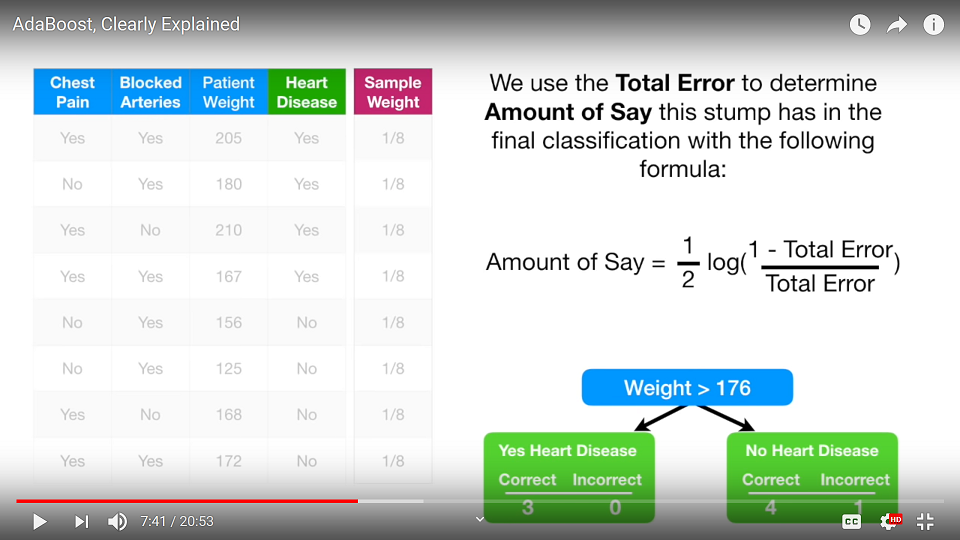 AdaBoost, Clearly Explained
Chest Pain Blocked Arteries Patient Weight Heart Disease Sample Weight
Yes Yes 205 Yes 1/8
No Yes 180 Yes 1/8
Yes No 210 Yes 1/8
Yes Yes 167 Yes 1/8
No Yes 156 No 1/8
No Yes 125 No 1/8
Yes No 168 No 1/8
Yes Yes 172 No 1/8
We use the Total Error to determine
Amount of Say this stump has in the
final classification with the following
formula:
Amount of Say = 1/2 log(1 - Total Error / Total Error)
Weight > 176
Yes Heart Disease
Correct Incorrect
3 0
No Heart Disease
Correct Incorrect
4 1
7:41 / 20:53
CC
HD